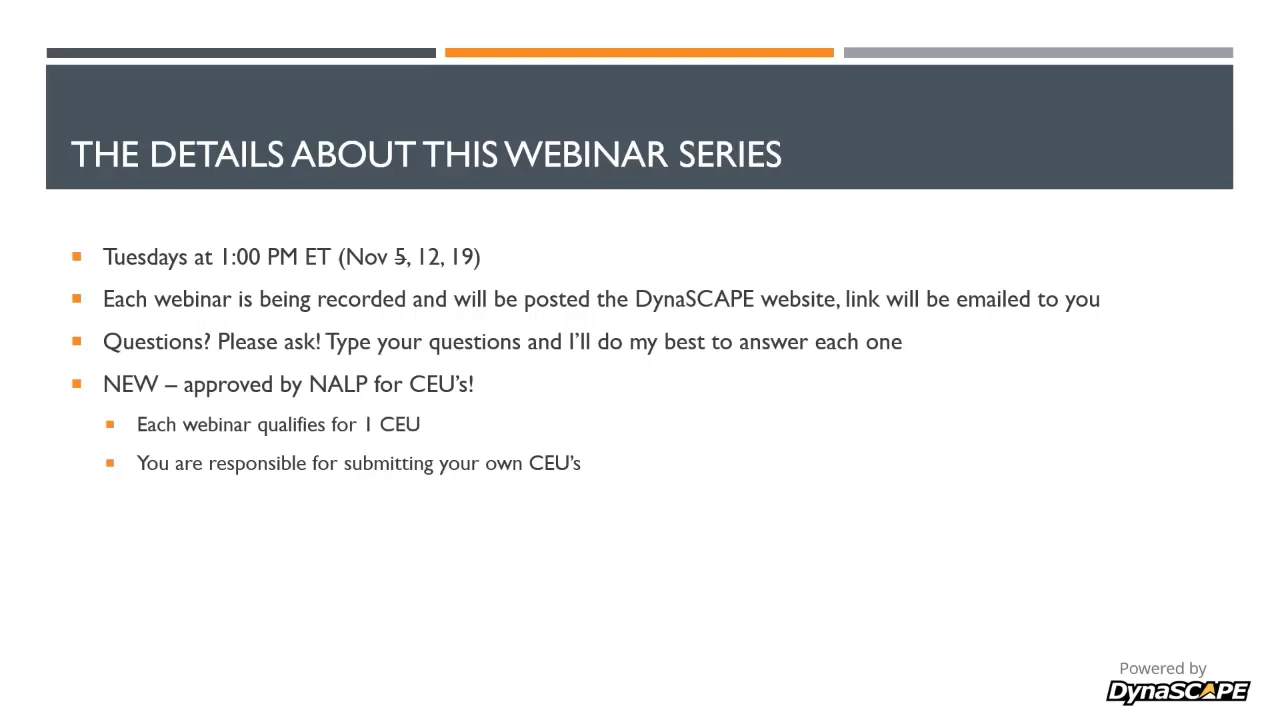 THE DETAILS ABOUT THIS WEBINAR SERIES
Tuesdays at 1:00 PM ET (Nov 5, 12, 19)
Each webinar is being recorded and will be posted the DynaSCAPE website, link will be emailed to you
Questions? Please ask! Type your questions and I'll do my best to answer each one
NEW – approved by NALP for CEU's!
Each webinar qualifies for 1 CEU
You are responsible for submitting your own CEU's
Powered by
DynaSCAPE